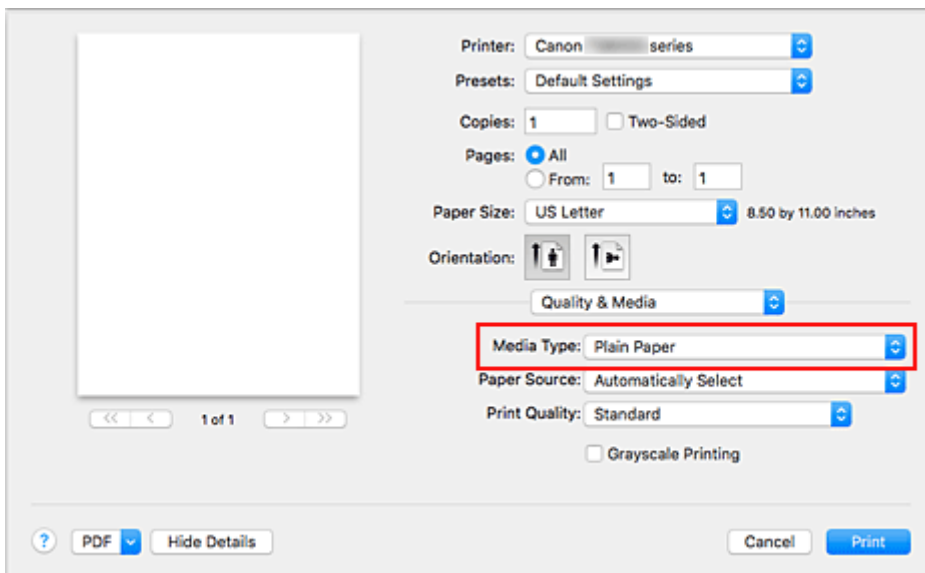 Printer: Canon series
Presets: Default Settings
Copies: 1 Two-Sided
Pages: All
From: 1 to: 1
Paper Size: US Letter 8.50 by 11.00 inches
Orientation:
Quality & Media
Media Type: Plain Paper
Paper Source: Automatically Select
Print Quality: Standard
Grayscale Printing
<< < 1 of 1 > >>
? PDF Hide Details Cancel Print